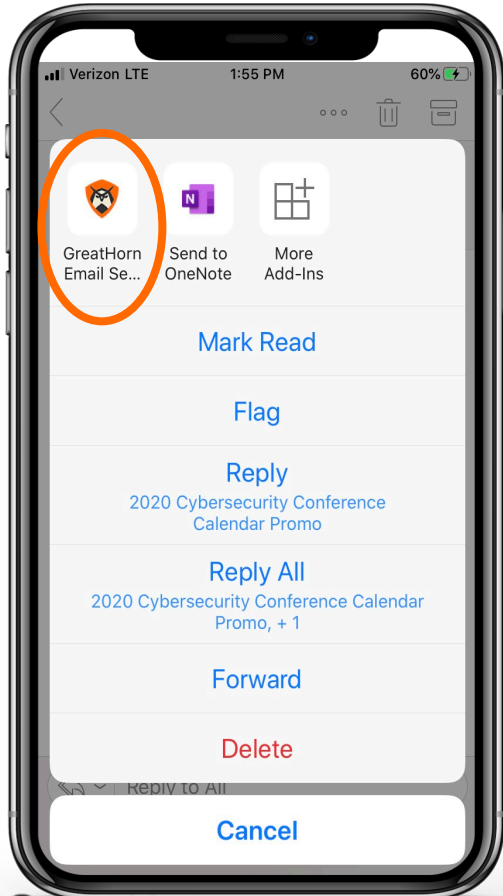 Verizon LTE 1:55 PM 60%
N
GreatHorn Send to More
Email Se... OneNote Add-Ins
Mark Read
Flag
Reply
2020 Cybersecurity Conference
Calendar Promo
Reply All
2020 Cybersecurity Conference Calendar
Promo, + 1
Forward
Delete
Reply to All
Cancel